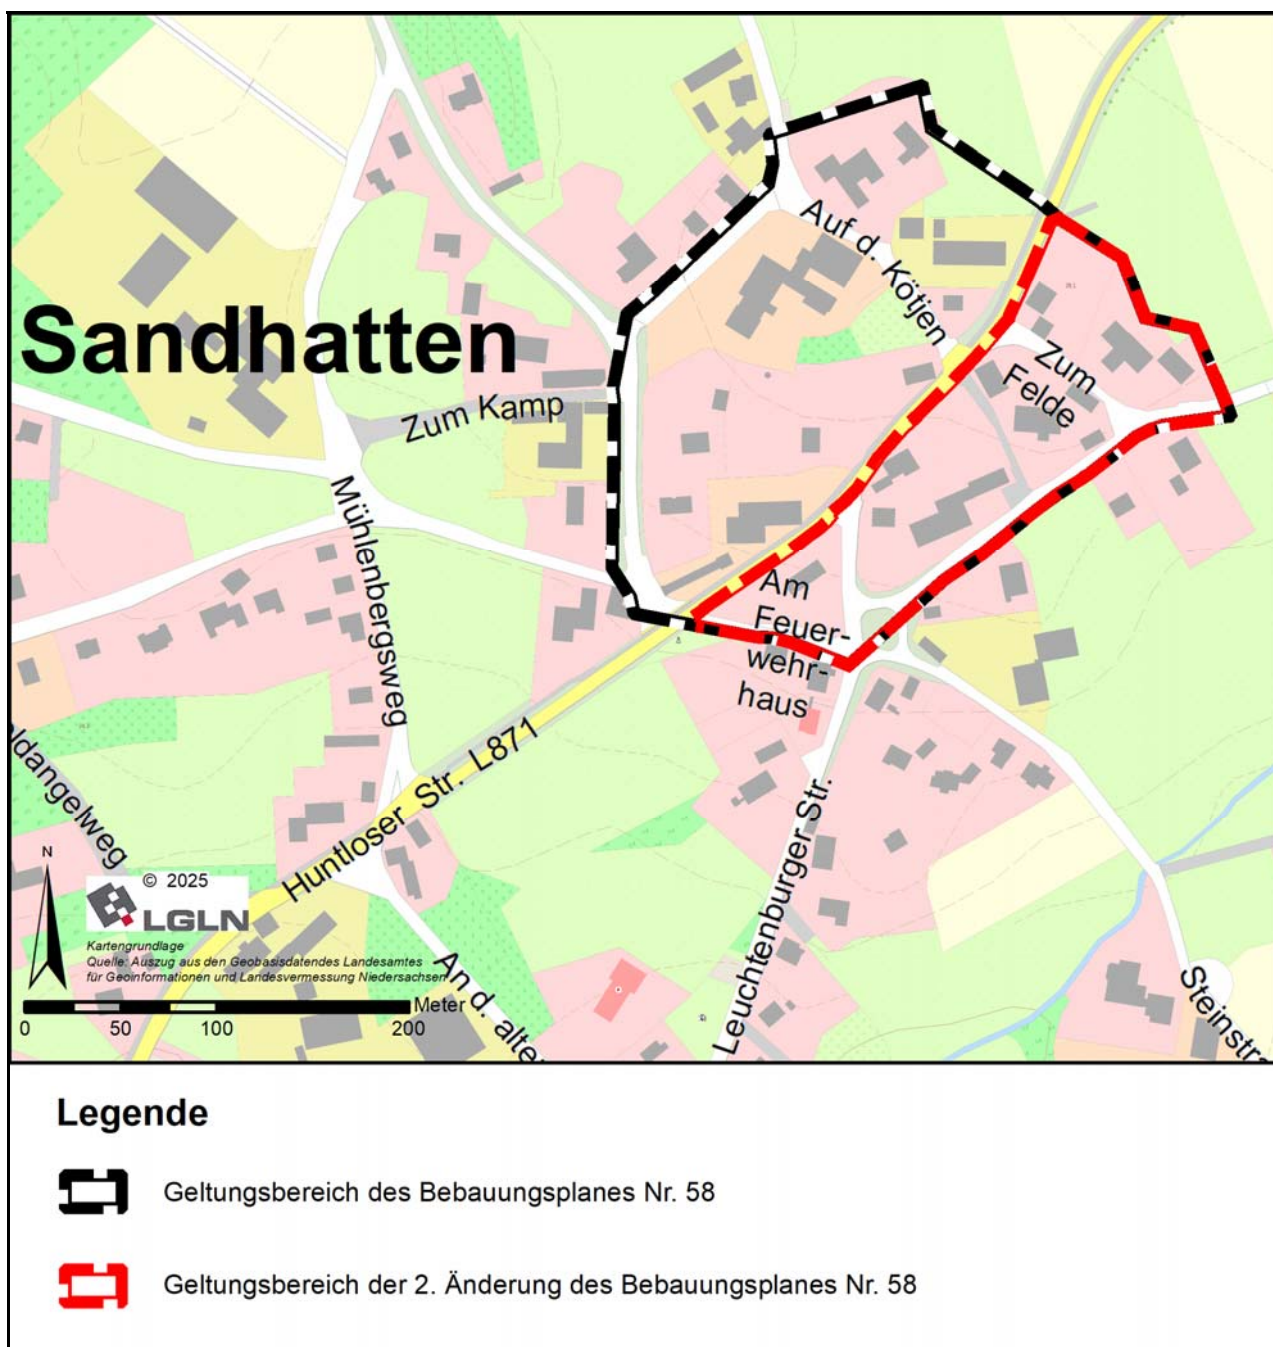 Auf d. Kötjen
Sandhatten
Zum
Felde
Zum Kamp
Mühlenbergsweg
Am
Feuer-
wehr-
haus
Huntloser Str. L871
Leuchtenburger Str.
N
© 2025
LGLN
Kartengrundlage
Quelle: Auszug aus den Geobasisdatendes Landesamtes
für Geoinformationen und Landesvermessung Niedersachsen
Meter
0 50 100 200
An d. alte
Legende
Geltungsbereich des Bebauungsplanes Nr. 58
Geltungsbereich der 2. Änderung des Bebauungsplanes Nr. 58